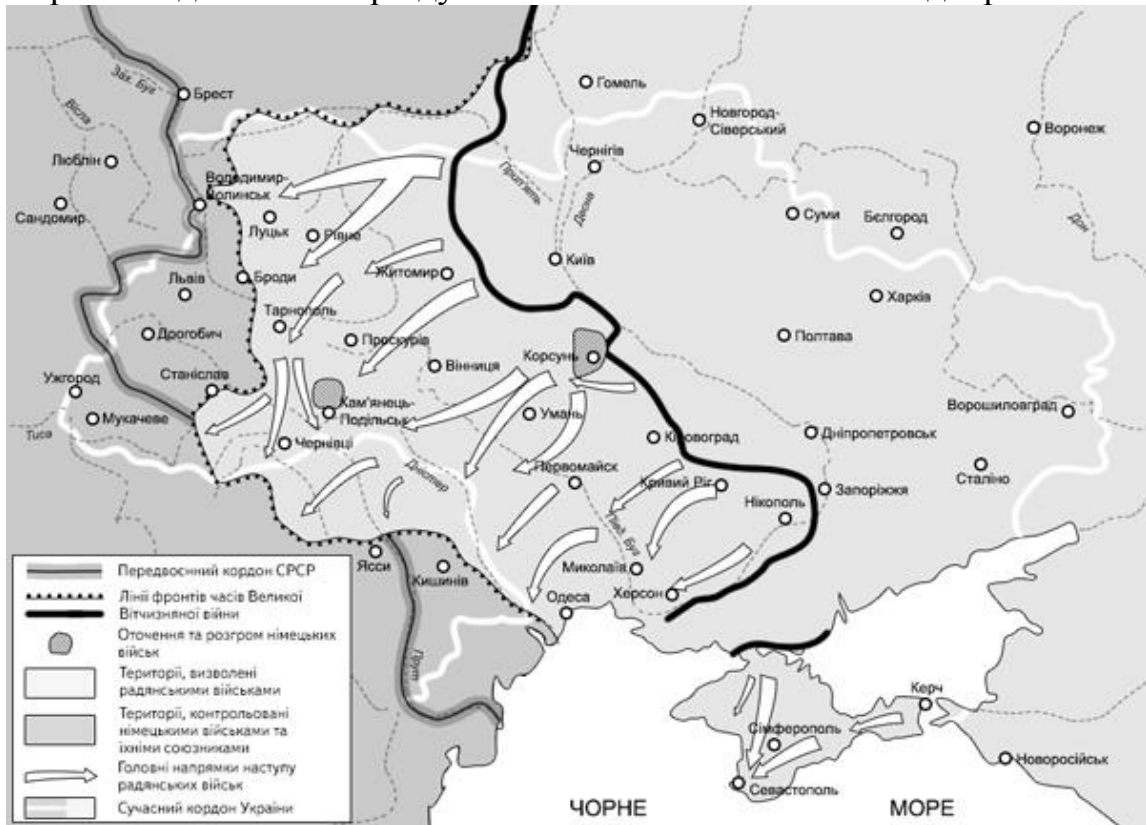 Гомель
Зах. Буг
Брест
Новгород-
Сіверський
Воронеж
Вісла
Люблін
Чернігів
Прип'ять
Володимир-
Волинськ
Десна
Сандомир
Луцьк
Рівне
Суми
Бєлгород
Дон
Київ
Житомир
Броди
Львів
Харків
Тарнополь
Дрогобич
Проскурів
Полтава
Корсунь
Вінниця
Ужгород
Станіслав
Кам'янець-
Подільськ
Умань
Мукачеве
Ворошиловград
Тиса
Чернівці
Кіровоград
Дніпропетровськ
Дністер
Первомайск
Кривий Ріг
Запоріжжя
Сталіно
Нікополь
Півд. Буг
Ясси
Кишинів
Миколаїв
Херсон
Одеса
Прут
Керч
Сімферополь
Новоросійськ
Севастополь
ЧОРНЕ МОРЕ
Передвоєнний кордон СРСР
Лінії фронтів часів Великої
Вітчизняної війни
Оточення та розгром німецьких
військ
Території, визволені
радянськими військами
Території, контрольовані
німецькими військами та
їхніми союзниками
Головні напрямки наступу
радянських військ
Сучасний кордон України